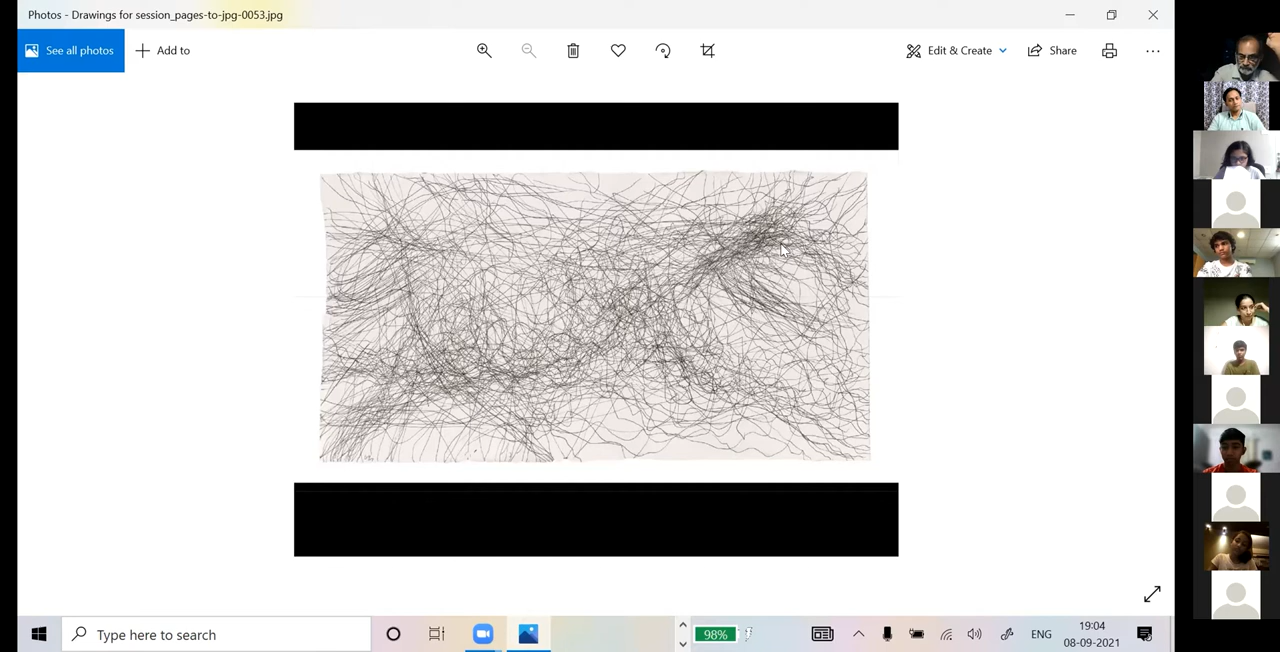 Photos - Drawings for session_pages-to-jpg-0053.jpg
See all photos
Add to
Edit & Create
Share
Type here to search
98%
ENG
19:04
08-09-2021